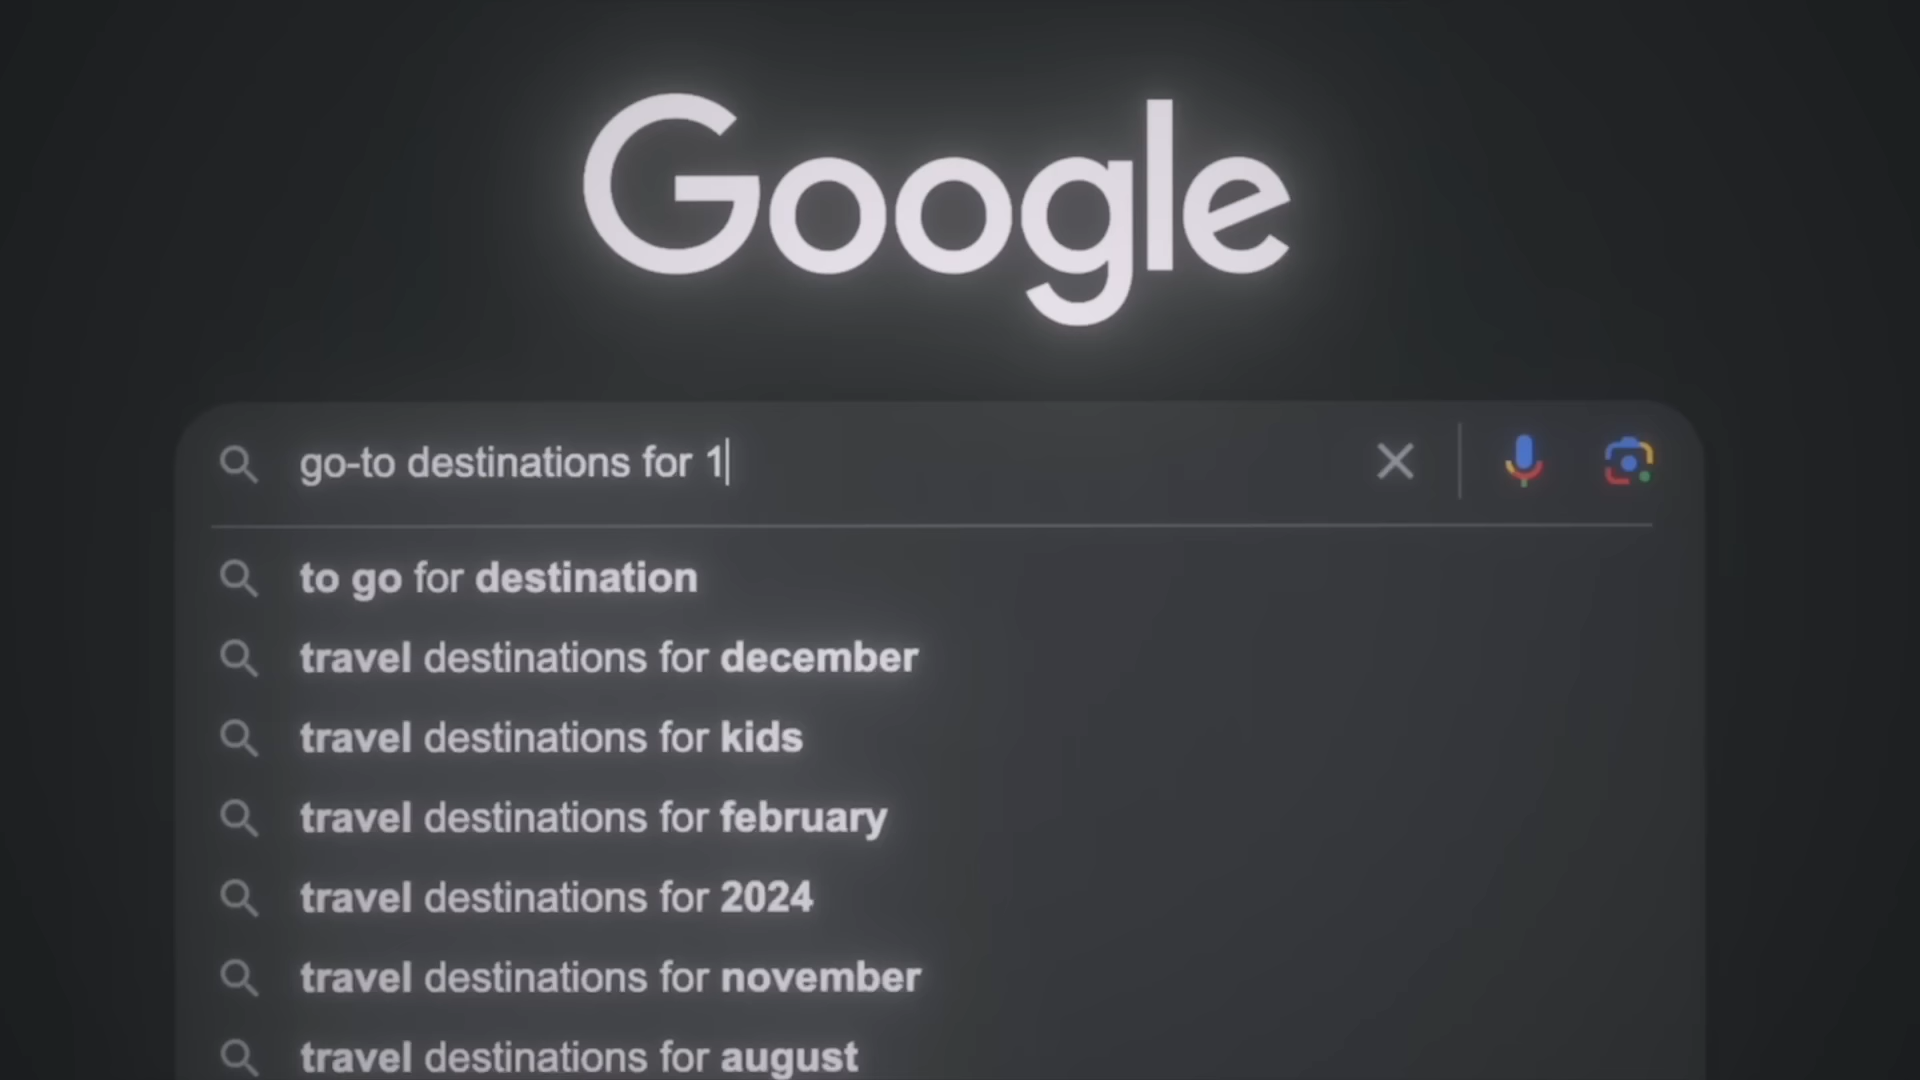 Google
go-to destinations for 1
to go for destination
travel destinations for december
travel destinations for kids
travel destinations for february
travel destinations for 2024
travel destinations for november
travel destinations for august